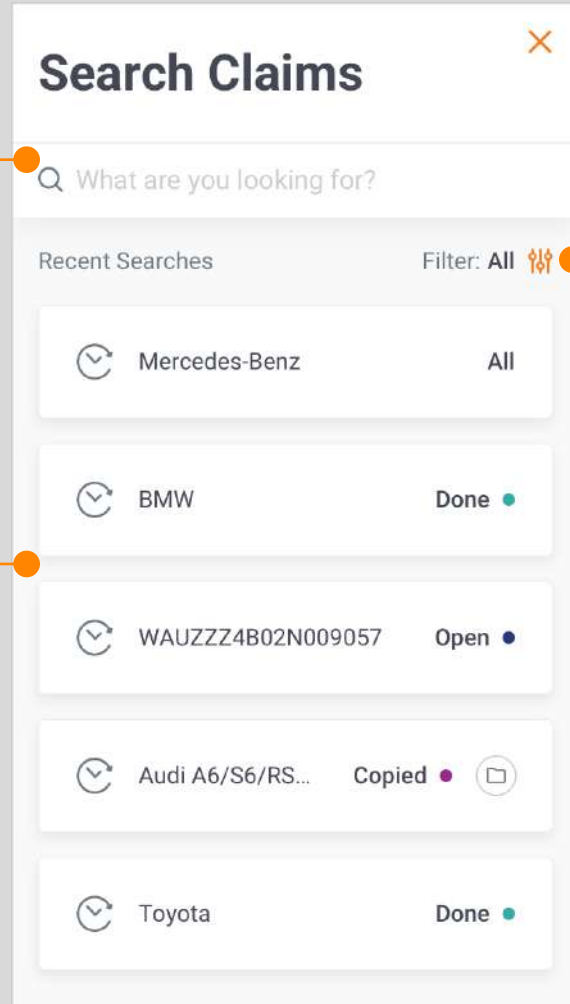 Search Claims
What are you looking for?
Recent Searches Filter: All
Mercedes-Benz All
BMW Done
WAUZZZ4B02N009057 Open
Audi A6/S6/RS... Copied
Toyota Done